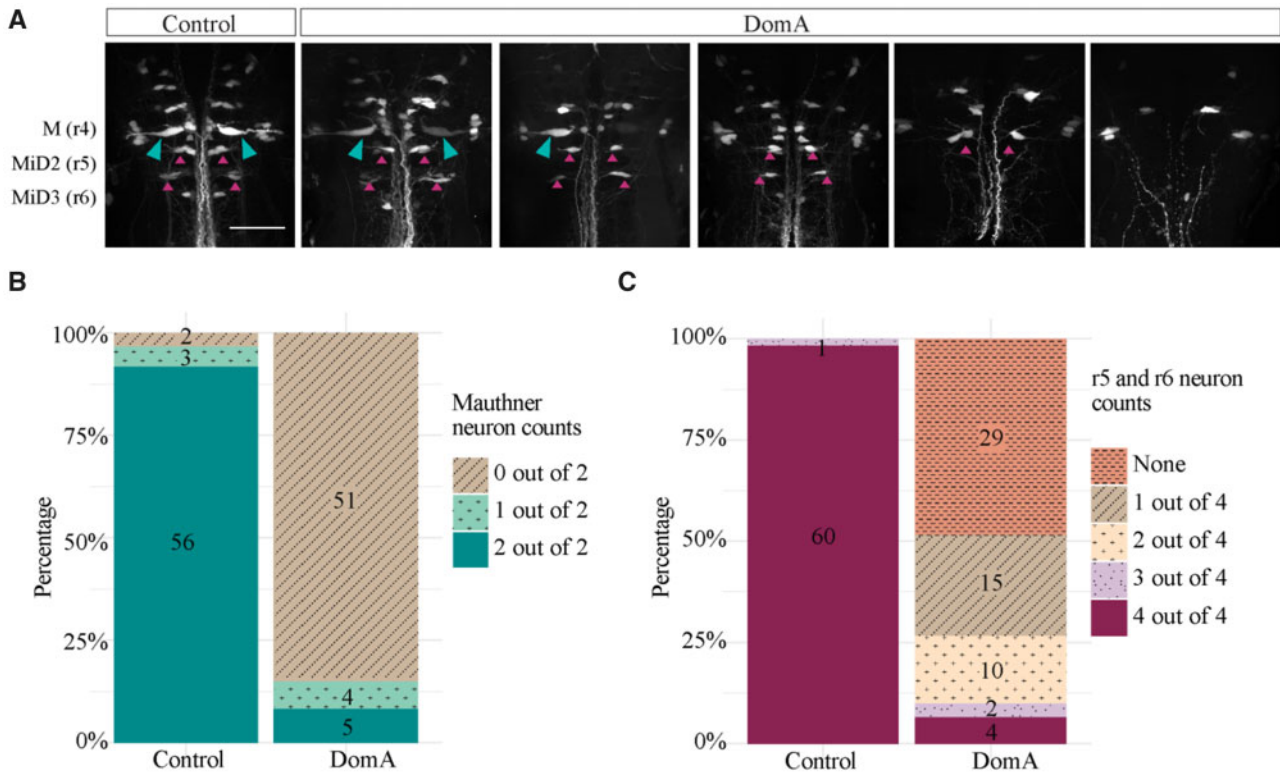 A
Control
DomA
M (r4)
MiD2 (r5)
MiD3 (r6)
B
100%
75%
50%
25%
0%
Percentage
2
3
56
51
4
5
Control
DomA
Mauthner
neuron counts
0 out of 2
1 out of 2
2 out of 2
C
100%
75%
50%
25%
0%
Percentage
1
60
29
15
10
2
4
Control
DomA
r5 and r6 neuron
counts
None
1 out of 4
2 out of 4
3 out of 4
4 out of 4